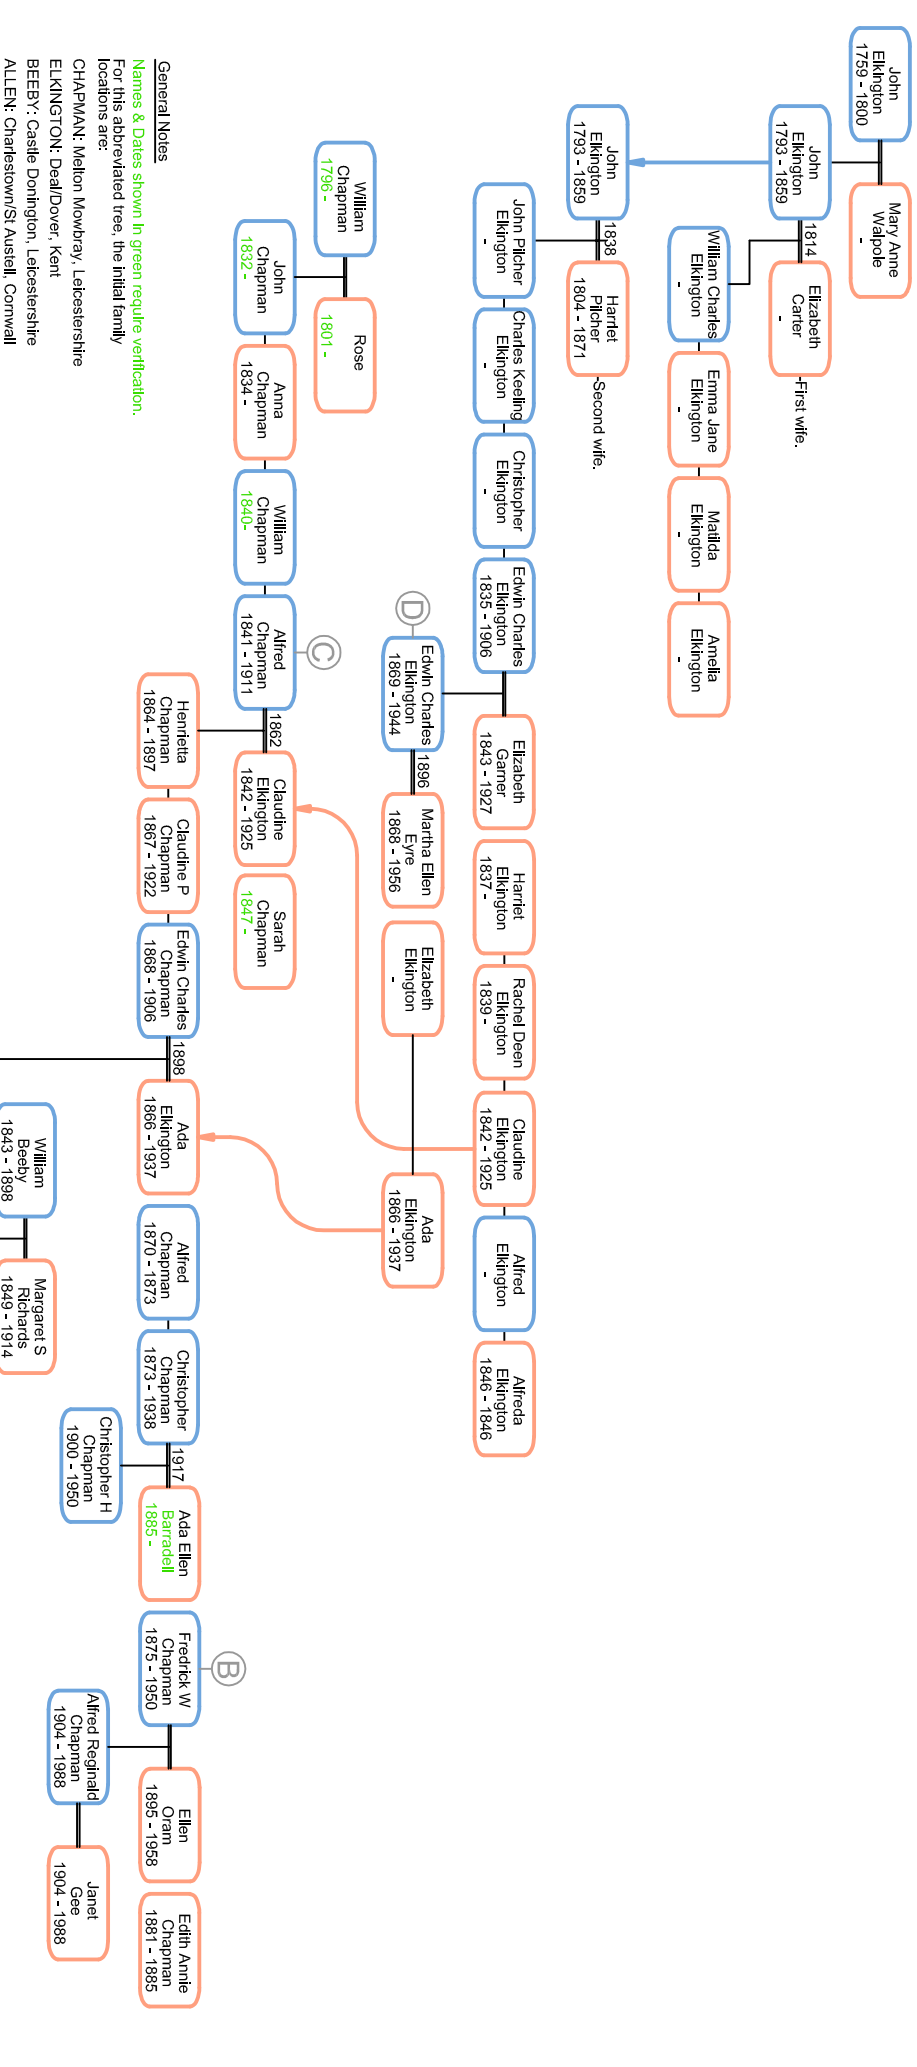 John
Elkington
1759 - 1800
Mary Anne
Walpole
-
John
Elkington
1793 - 1859
1814
Elizabeth
Carter
-
-First wife.
William Charles
Elkington
-
Emma Jane
Elkington
-
Matilda
Elkington
-
Amelia
Elkington
-
John
Elkington
1793 - 1859
1838
Harriet
Pilcher
1804 - 1871
-Second wife.
John Pilcher
Elkington
-
Charles Keeling
Elkington
-
Christopher
Elkington
-
Edwin Charles
Elkington
1835 - 1906
Elizabeth
Garner
1843 - 1927
Harriet
Elkington
1837 -
Rachel Deen
Elkington
1839 -
Claudine
Elkington
1842 - 1925
Alfred
Elkington
-
Alfreda
Elkington
1846 - 1846
D
Edwin Charles
Elkington
1869 - 1944
1896
Martha Ellen
Eyre
1868 - 1956
Elizabeth
Elkington
-
Ada
Elkington
1866 - 1937
William
Chapman
1796 -
Rose
1801 -
John
Chapman
1832 -
Anna
Chapman
1834 -
William
Chapman
1840-
C
Alfred
Chapman
1841 - 1911
1862
Claudine
Elkington
1842 - 1925
Sarah
Chapman
1847 -
Henrietta
Chapman
1864 - 1897
Claudine P
Chapman
1867 - 1922
Edwin Charles
Chapman
1868 - 1906
1898
Ada
Elkington
1866 - 1937
Alfred
Chapman
1870 - 1873
Christopher
Chapman
1873 - 1938
1917
Ada Ellen
Barradell
1885 -
B
Fredrick W
Chapman
1875 - 1950
Ellen
Oram
1895 - 1958
Edith Annie
Chapman
1881 - 1885
Christopher H
Chapman
1900 - 1950
Alfred Reginald
Chapman
1904 - 1988
Janet
Gee
1904 - 1988
William
Beeby
1843 - 1898
Margaret S
Richards
1849 - 1914
General Notes
Names & Dates shown in green require verification.
For this abbreviated tree, the initial family
locations are:
CHAPMAN: Melton Mowbray, Leicestershire
ELKINGTON: Deal/Dover, Kent
BEEBY: Castle Donington, Leicestershire
ALLEN: Charlestown/St Austell, Cornwall